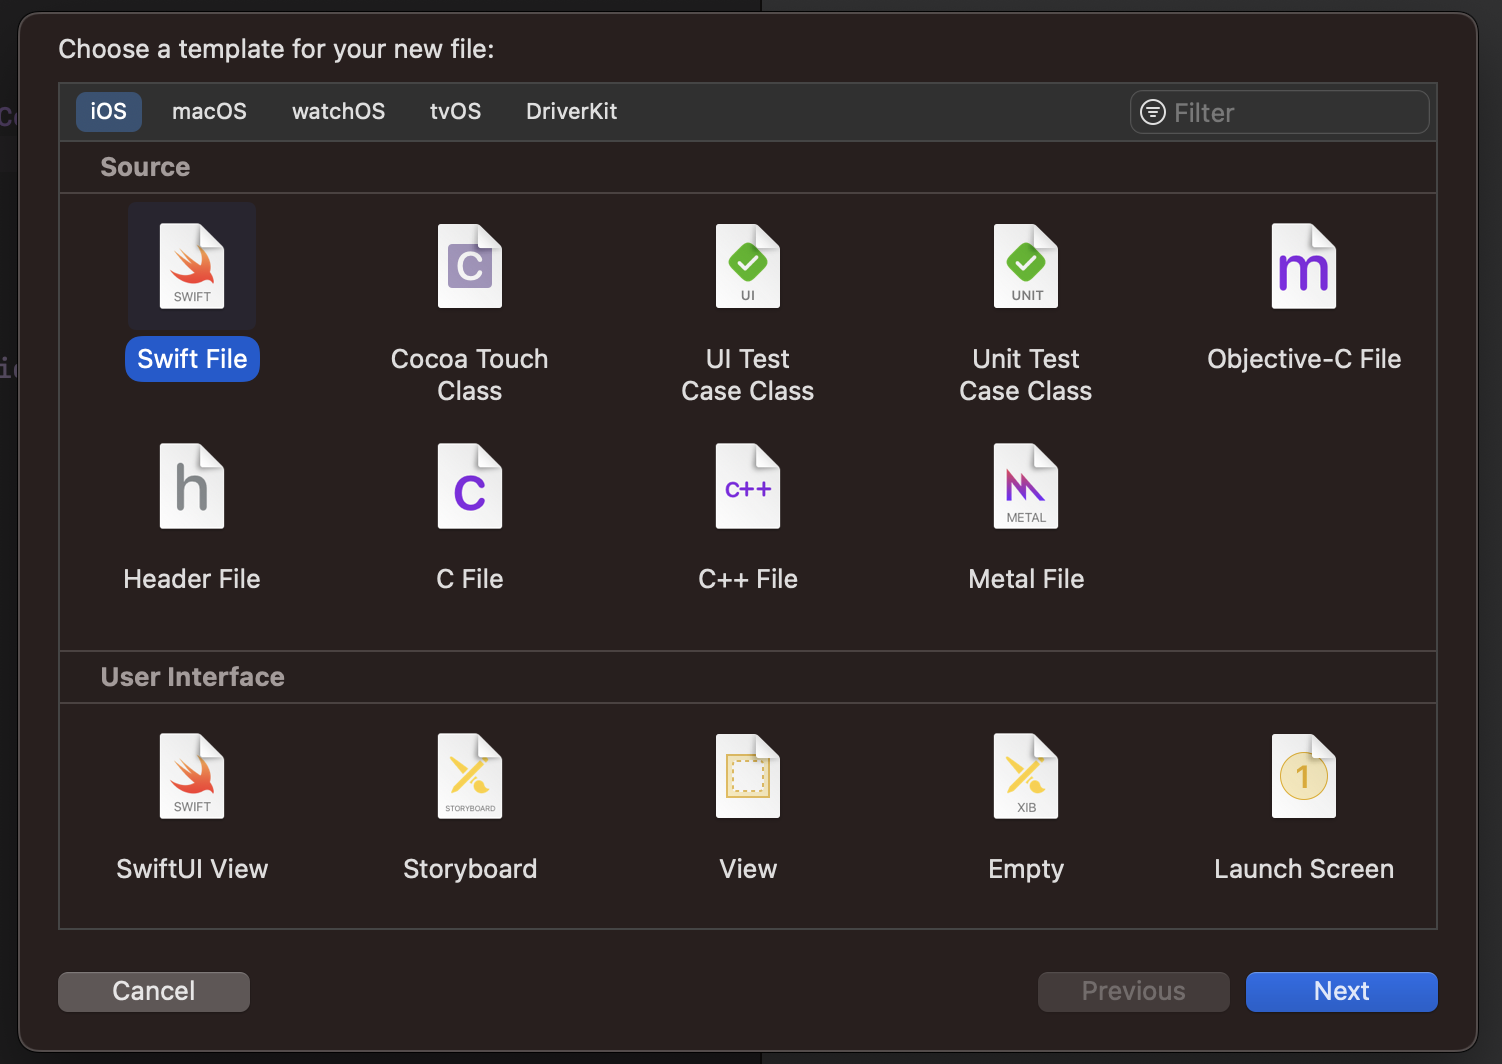 Choose a template for your new file:
iOS macOS watchOS tvOS DriverKit Filter
Source
SWIFT
Swift File
C
Cocoa Touch
Class
UI
UI Test
Case Class
UNIT
Unit Test
Case Class
m
Objective-C File
h
Header File
C
C File
C++
C++ File
METAL
Metal File
User Interface
SWIFT
SwiftUI View
STORYBOARD
Storyboard
View
XIB
Empty
1
Launch Screen
Cancel Previous Next